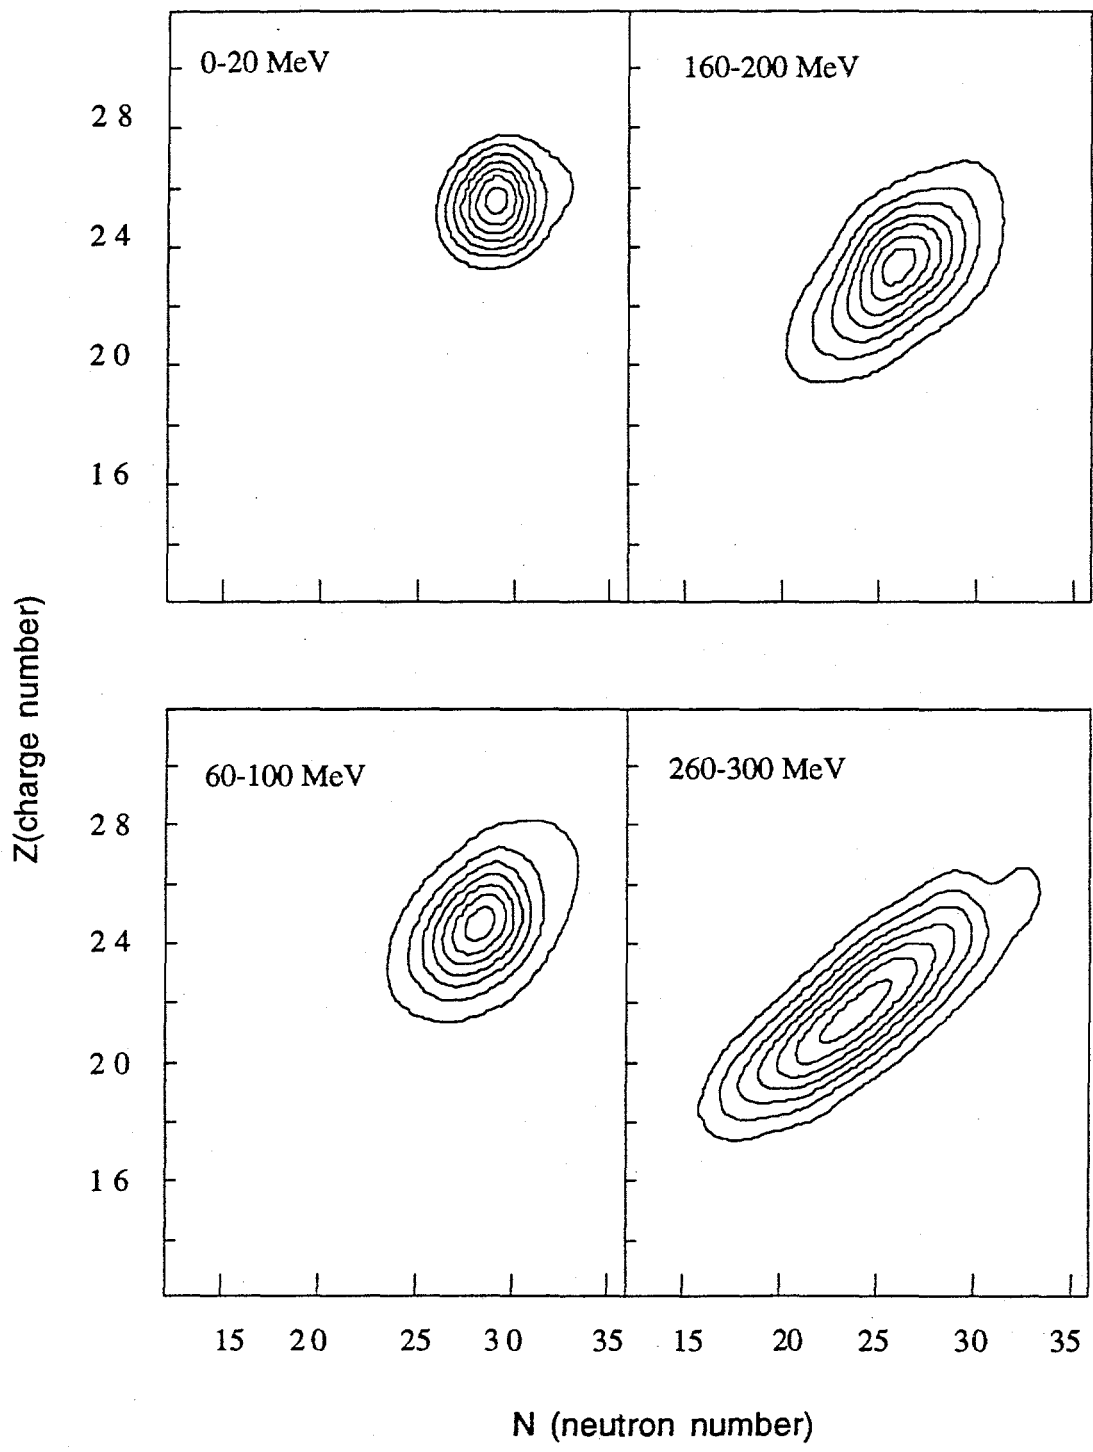 0-20 MeV
160-200 MeV
28
24
20
16
Z(charge number)
60-100 MeV
260-300 MeV
28
24
20
16
15 20 25 30 35 15 20 25 30 35
N (neutron number)